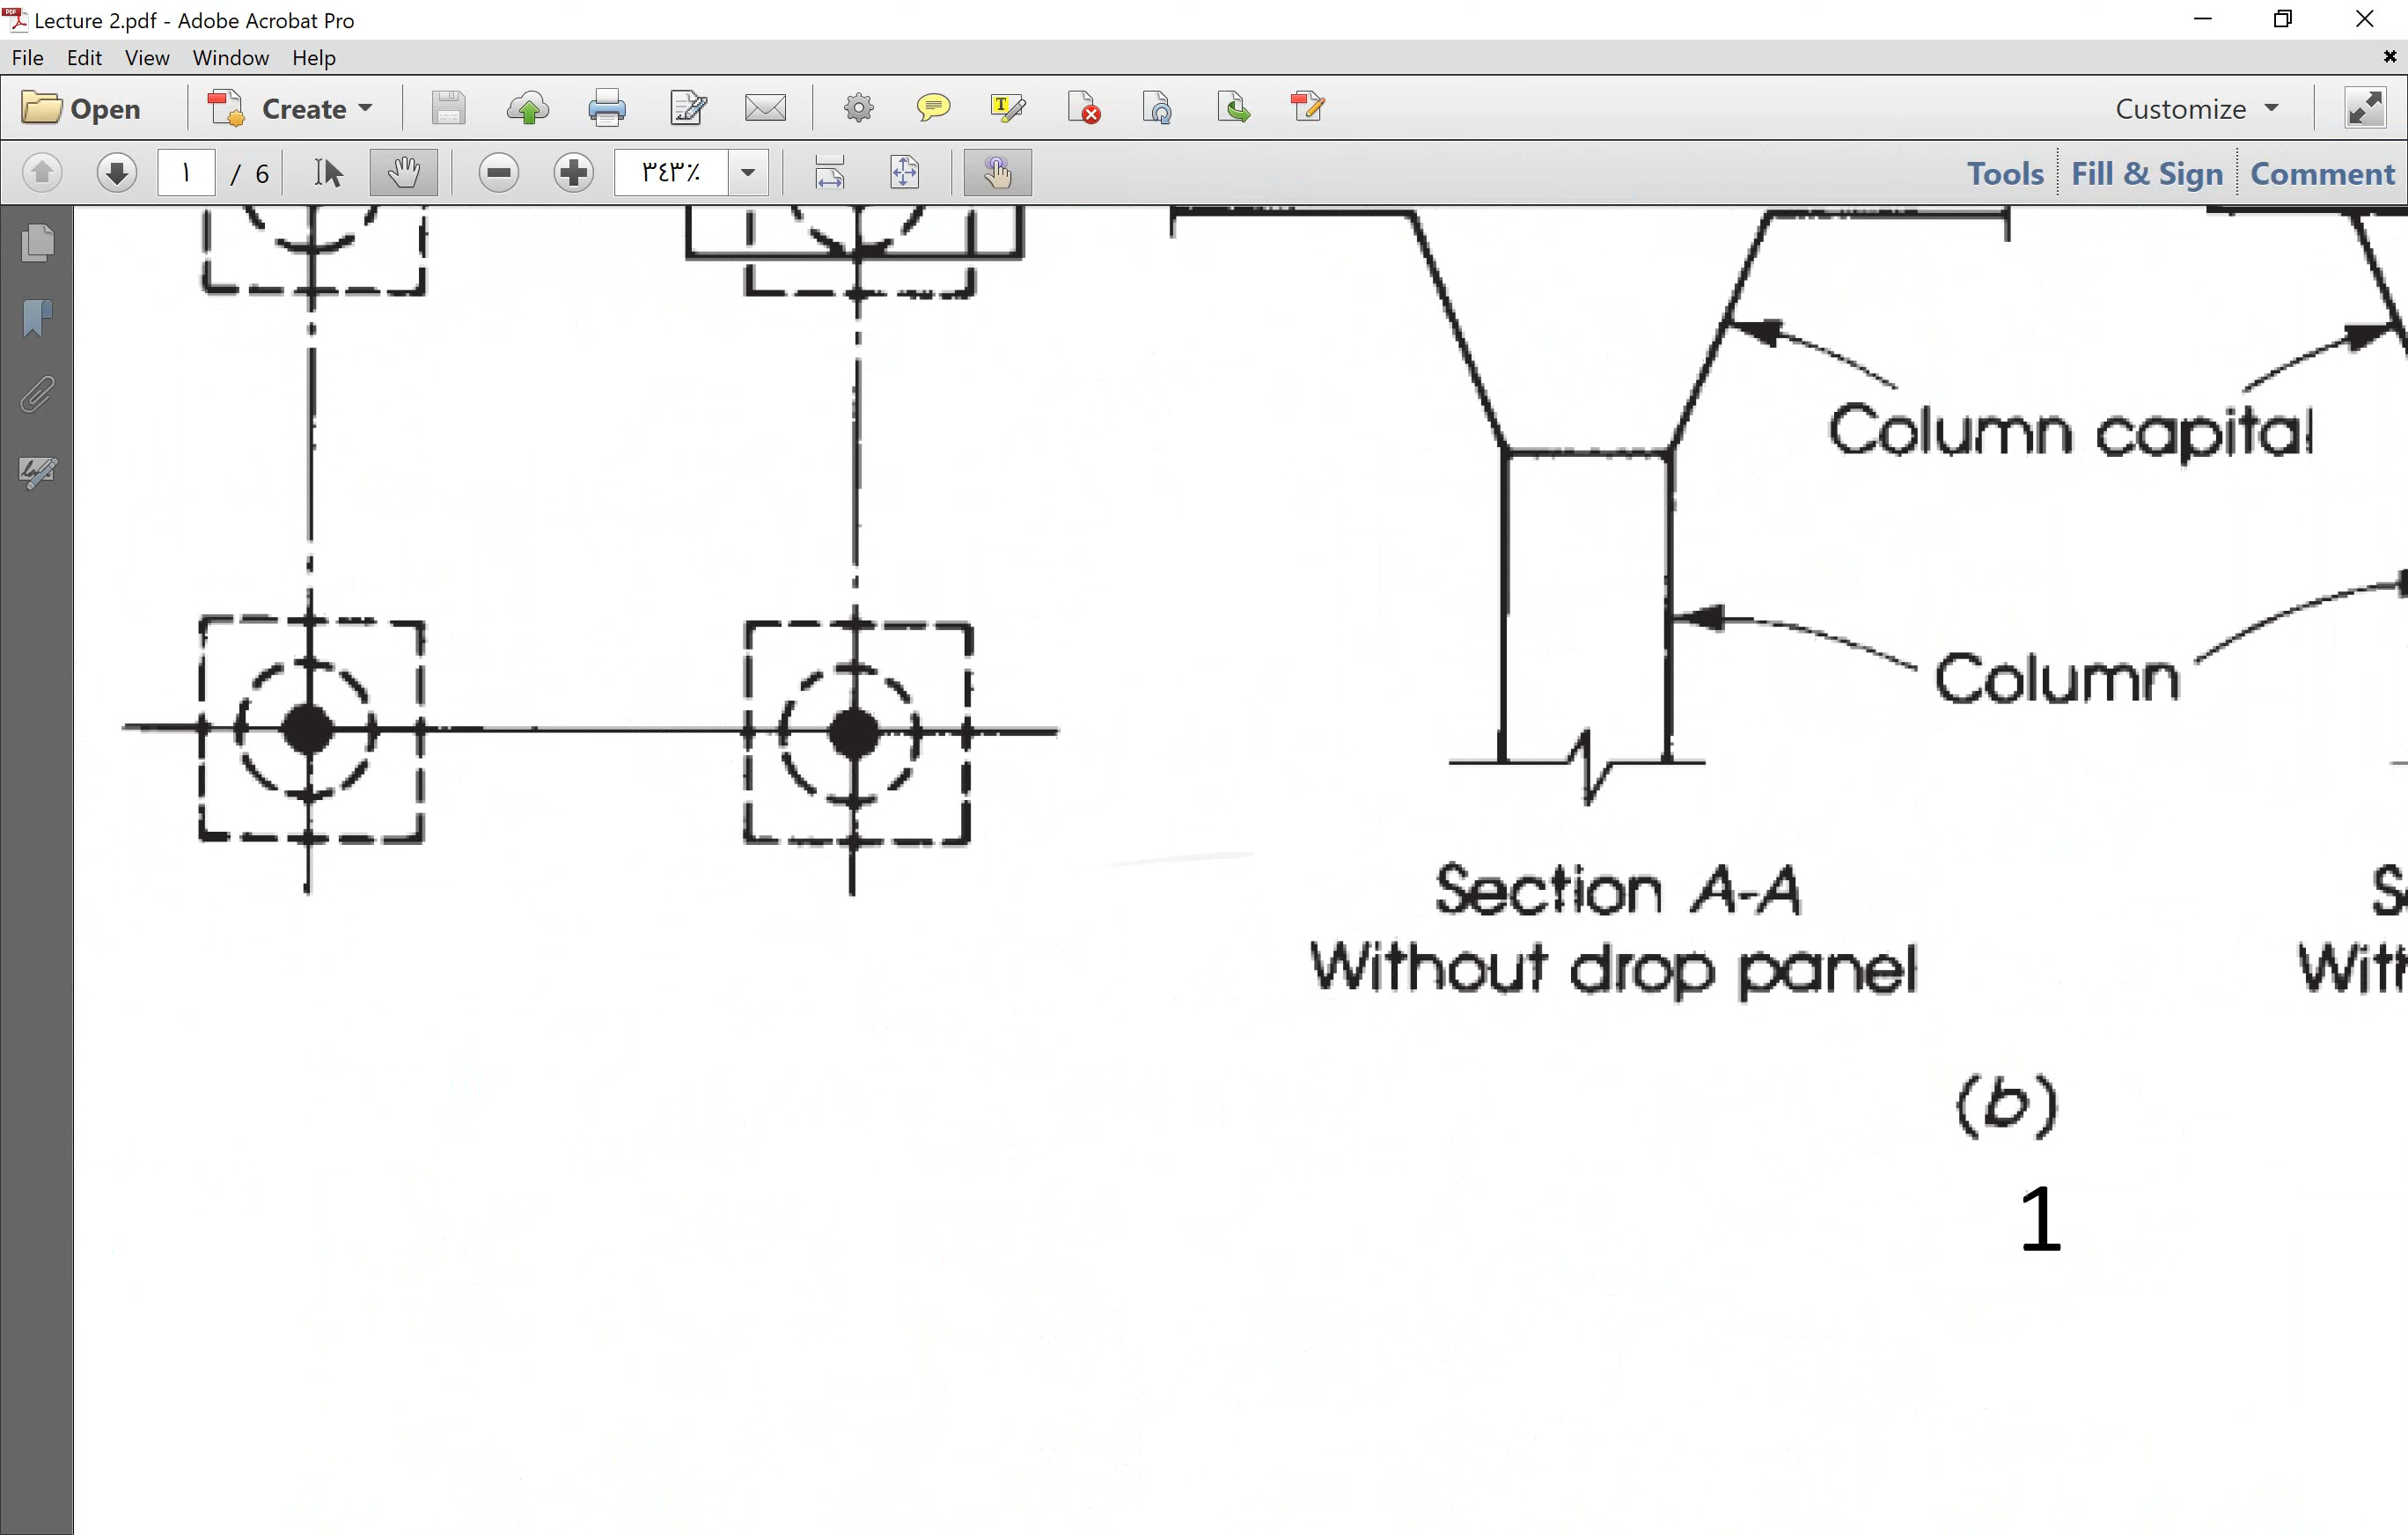 Lecture 2.pdf - Adobe Acrobat Pro
File Edit View Window Help
Open Create Customize
١ / 6 ٣٤٣٪ Tools Fill & Sign Comment
Column capital
Column
Section A-A
Without drop panel
(b)
1